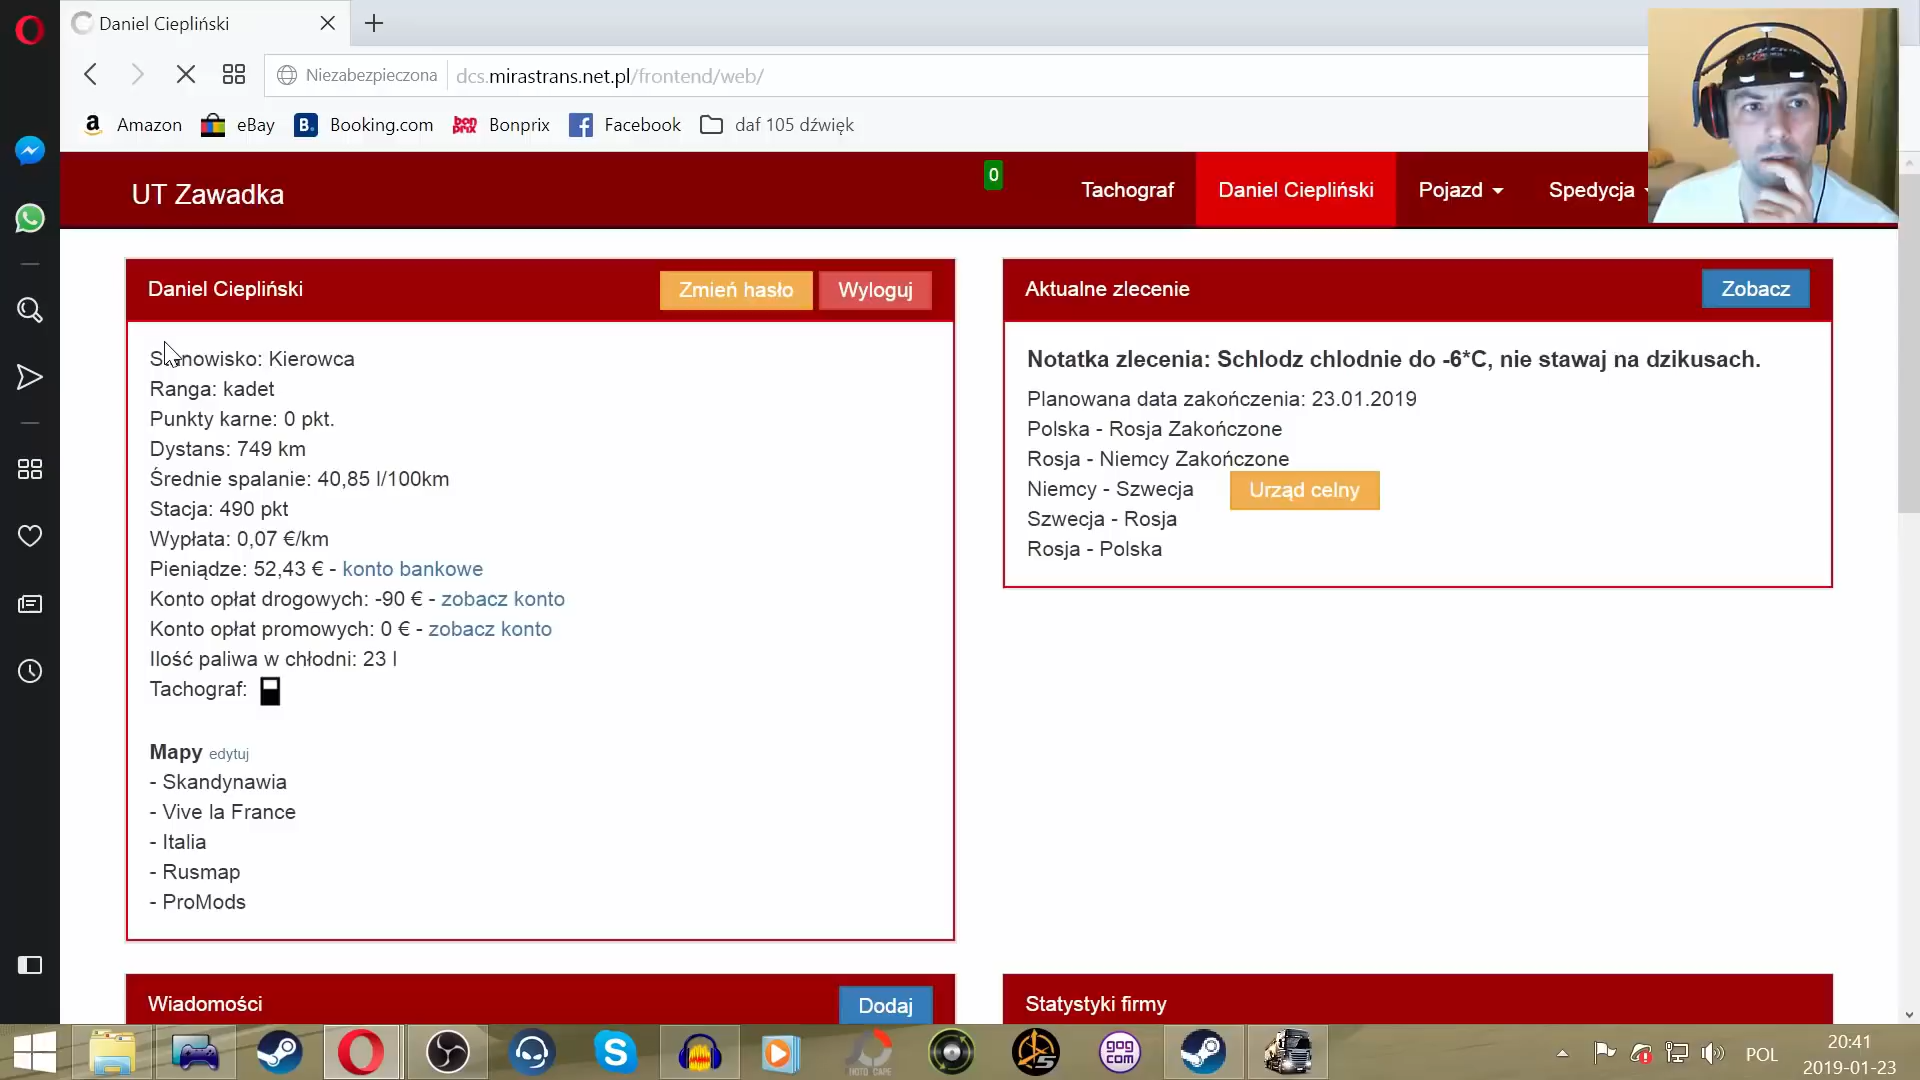 Daniel Ciepliński
Niezabezpieczona
dcs.mirastrans.net.pl/frontend/web/
Amazon
eBay
Booking.com
Bonprix
Facebook
daf 105 dźwięk
UT Zawadka
0
Tachograf
Daniel Ciepliński
Pojazd
Spedycja
Daniel Ciepliński
Zmień hasło
Wyloguj
Stanowisko: Kierowca
Ranga: kadet
Punkty karne: 0 pkt.
Dystans: 749 km
Średnie spalanie: 40,85 l/100km
Stacja: 490 pkt
Wypłata: 0,07 €/km
Pieniądze: 52,43 € - konto bankowe
Konto opłat drogowych: -90 € - zobacz konto
Konto opłat promowych: 0 € - zobacz konto
Ilość paliwa w chłodni: 23 l
Tachograf:
Mapy edytuj
- Skandynawia
- Vive la France
- Italia
- Rusmap
- ProMods
Aktualne zlecenie
Zobacz
Notatka zlecenia: Schlodz chlodnie do -6*C, nie stawaj na dzikusach.
Planowana data zakończenia: 23.01.2019
Polska - Rosja Zakończone
Rosja - Niemcy Zakończone
Niemcy - Szwecja
Urząd celny
Szwecja - Rosja
Rosja - Polska
Wiadomości
Dodaj
Statystyki firmy
POL
20:41
2019-01-23